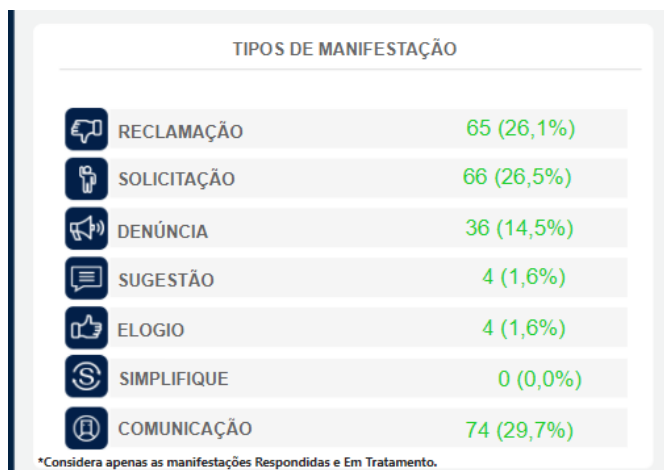 TIPOS DE MANIFESTAÇÃO
RECLAMAÇÃO 65 (26,1%)
SOLICITAÇÃO 66 (26,5%)
DENÚNCIA 36 (14,5%)
SUGESTÃO 4 (1,6%)
ELOGIO 4 (1,6%)
SIMPLIFIQUE 0 (0,0%)
COMUNICAÇÃO 74 (29,7%)
*Considera apenas as manifestações Respondidas e Em Tratamento.